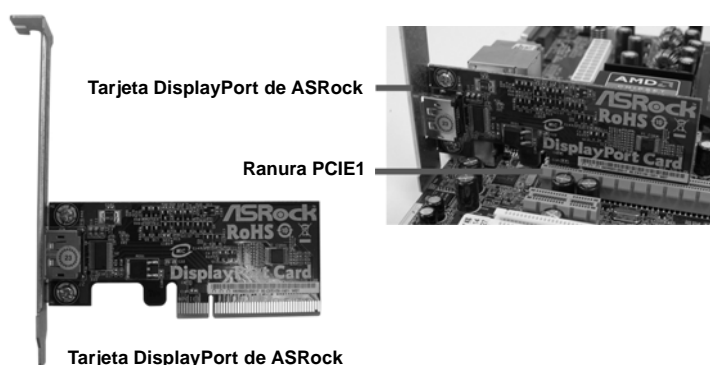 Tarjeta DisplayPort de ASRock
AMD
ASRock
RoHS
DisplayPort Card
Ranura PCIE1
ASRock
RoHS
DisplayPort Card
Tarjeta DisplayPort de ASRock